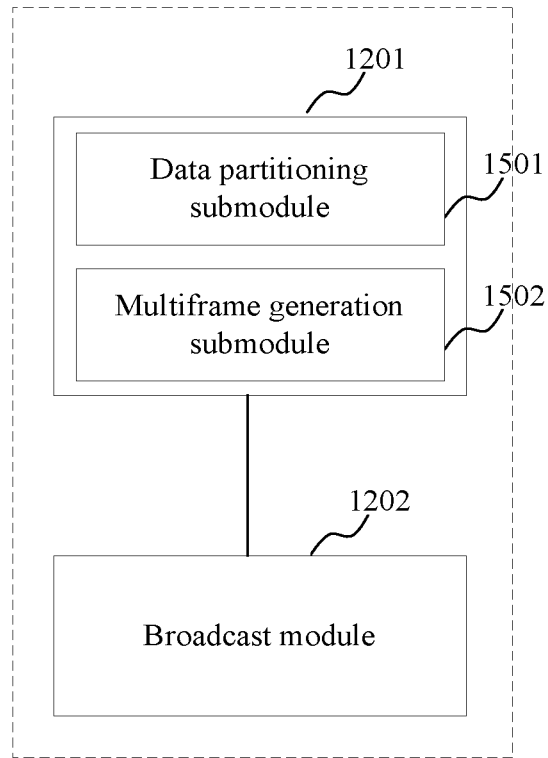 1201
Data partitioning
submodule
1501
Multiframe generation
submodule
1502
1202
Broadcast module